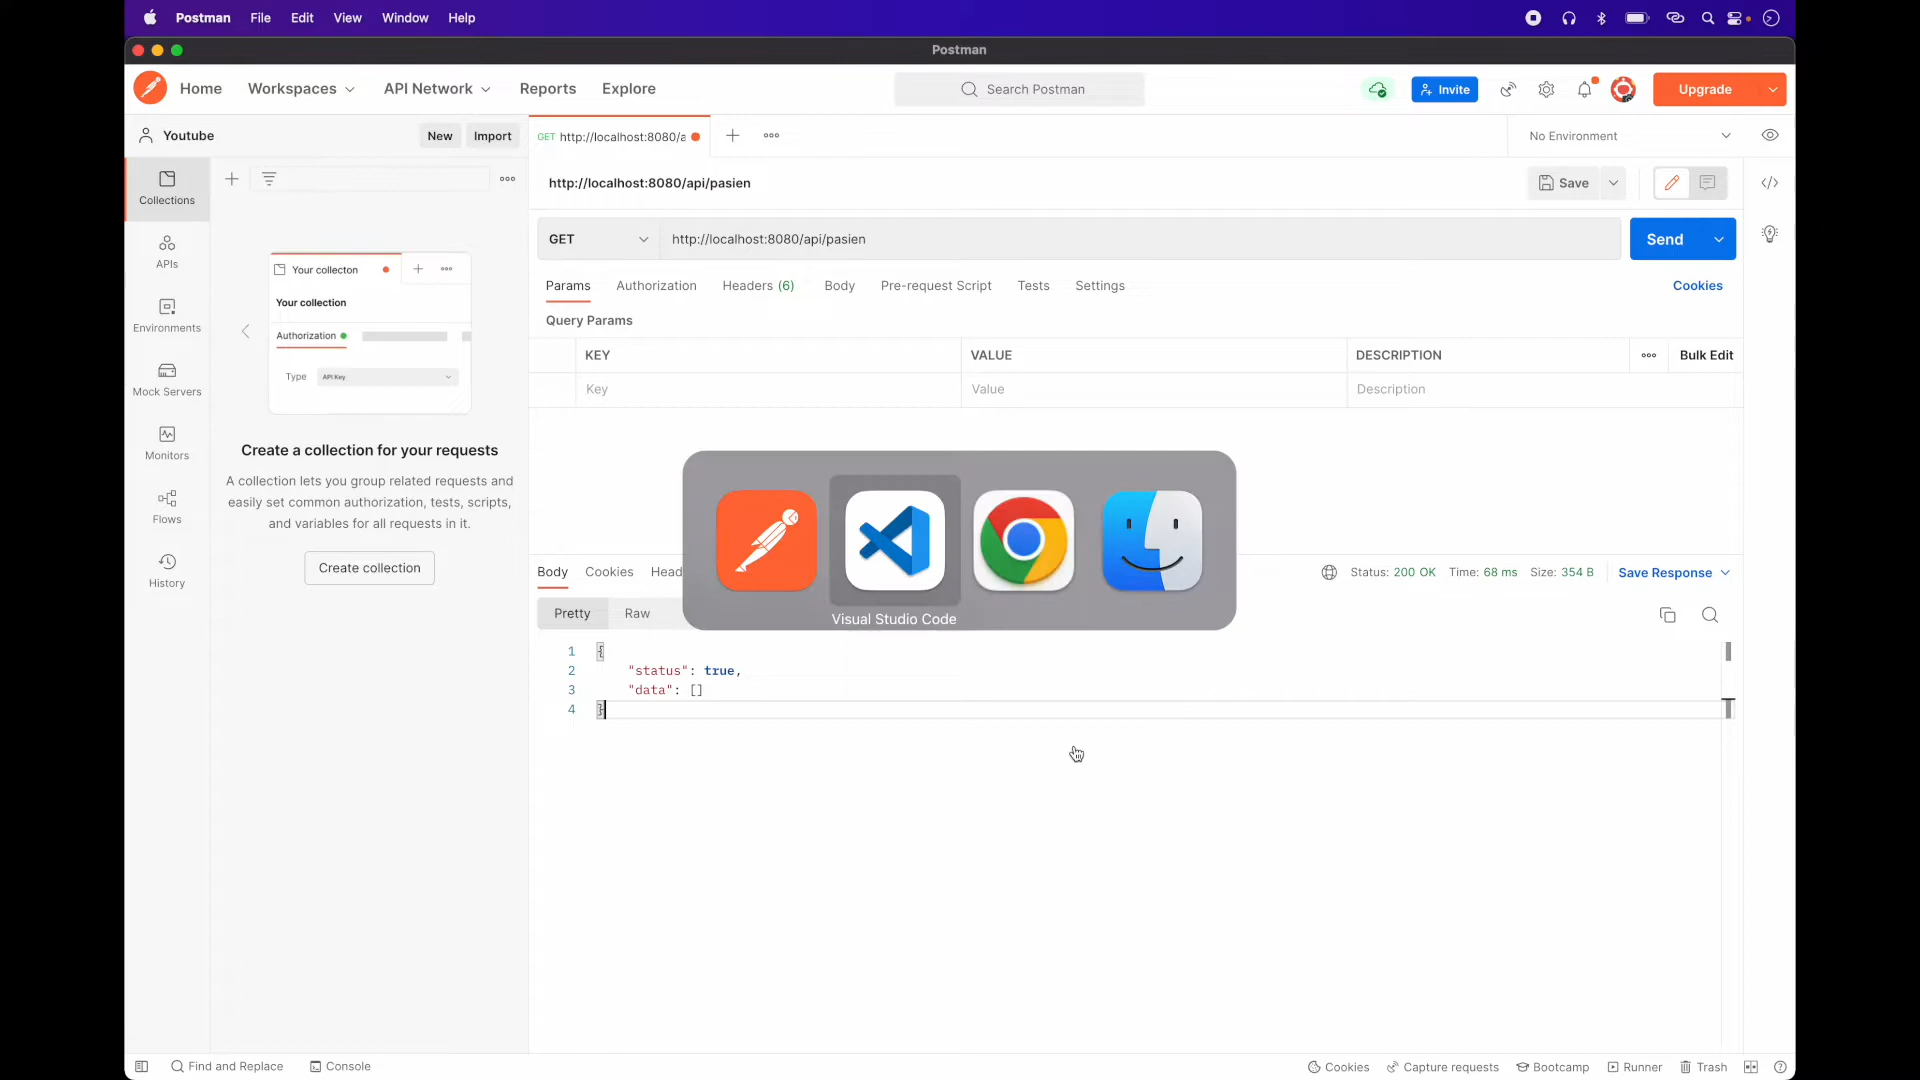 Postman File Edit View Window Help
Postman
Home Workspaces API Network Reports Explore
Search Postman
Invite
Upgrade
Youtube
New Import
GET http://localhost:8080/a
No Environment
Collections
http://localhost:8080/api/pasien
Save
GET
http://localhost:8080/api/pasien
Send
APIs
Your collecton
Your collection
Authorization
Type API Key
Params Authorization Headers (6) Body Pre-request Script Tests Settings
Cookies
Query Params
KEY VALUE DESCRIPTION Bulk Edit
Key Value Description
Environments
Mock Servers
Monitors
Flows
History
Create a collection for your requests
A collection lets you group related requests and
easily set common authorization, tests, scripts,
and variables for all requests in it.
Create collection
Body Cookies Head
Status: 200 OK Time: 68 ms Size: 354 B Save Response
Pretty Raw
Visual Studio Code
1 {
2 "status": true,
3 "data": []
4 }
Find and Replace Console
Cookies Capture requests Bootcamp Runner Trash